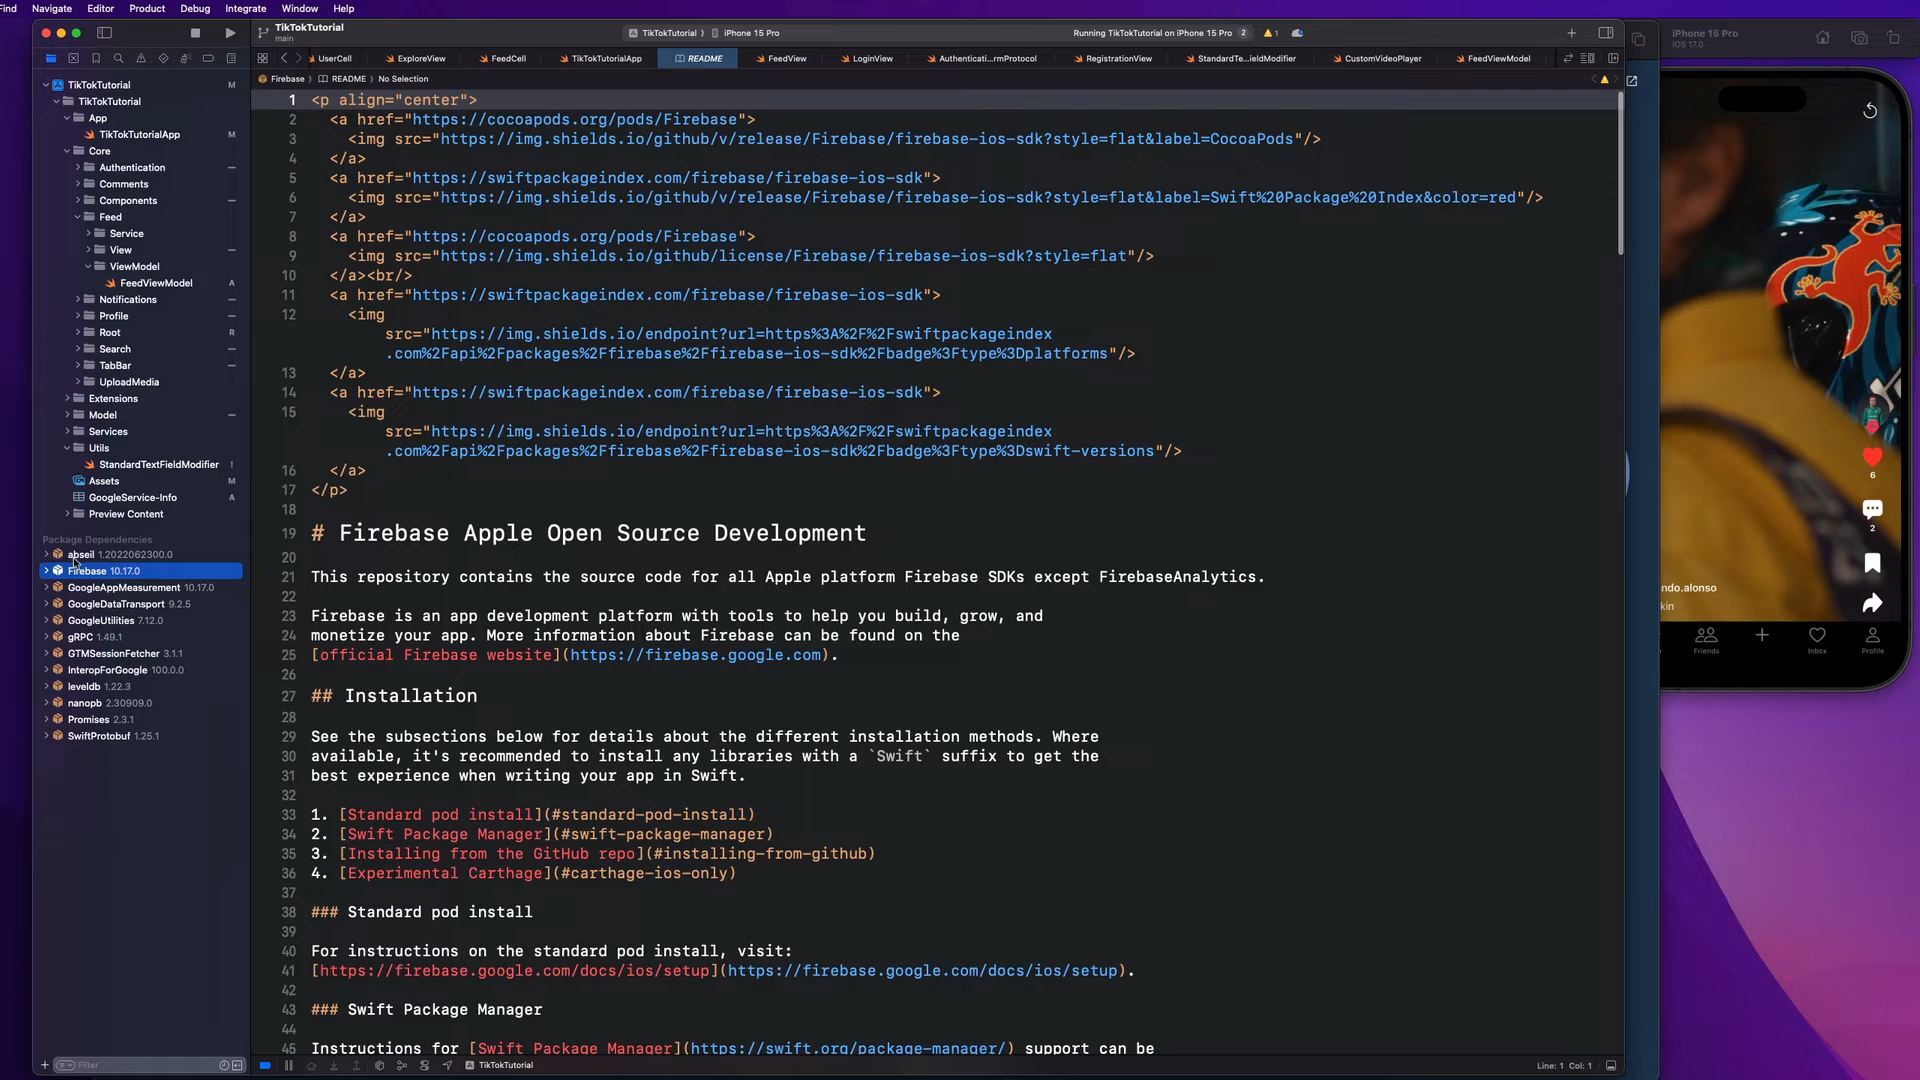 Find Navigate Editor Product Debug Integrate Window Help
TikTokTutorial
main
TikTokTutorial iPhone 15 Pro
Running TikTokTutorial on iPhone 15 Pro 2 1
UserCell ExploreView FeedCell TikTokTutorialApp README FeedView LoginView Authenticati...rmProtocol RegistrationView StandardTe...ieldModifier CustomVideoPlayer FeedViewModel
Firebase README No Selection
TikTokTutorial M
TikTokTutorial
App
TikTokTutorialApp M
Core
Authentication
Comments
Components
Feed
Service
View
ViewModel
FeedViewModel A
Notifications
Profile
Root R
Search
TabBar
UploadMedia
Extensions
Model
Services
Utils
StandardTextFieldModifier !
Assets M
GoogleService-Info A
Preview Content
Package Dependencies
abseil 1.2022062300.0
Firebase 10.17.0
GoogleAppMeasurement 10.17.0
GoogleDataTransport 9.2.5
GoogleUtilities 7.12.0
gRPC 1.49.1
GTMSessionFetcher 3.1.1
InteropForGoogle 100.0.0
leveldb 1.22.3
nanopb 2.30909.0
Promises 2.3.1
SwiftProtobuf 1.25.1
Filter
1 <p align="center">
2 <a href="https://cocoapods.org/pods/Firebase">
3 <img src="https://img.shields.io/github/v/release/Firebase/firebase-ios-sdk?style=flat&label=CocoaPods"/>
4 </a>
5 <a href="https://swiftpackageindex.com/firebase/firebase-ios-sdk">
6 <img src="https://img.shields.io/github/v/release/Firebase/firebase-ios-sdk?style=flat&label=Swift%20Package%20Index&color=red"/>
7 </a>
8 <a href="https://cocoapods.org/pods/Firebase">
9 <img src="https://img.shields.io/github/license/Firebase/firebase-ios-sdk?style=flat"/>
10 </a><br/>
11 <a href="https://swiftpackageindex.com/firebase/firebase-ios-sdk">
12 <img
src="https://img.shields.io/endpoint?url=https%3A%2F%2Fswiftpackageindex
.com%2Fapi%2Fpackages%2Ffirebase%2Ffirebase-ios-sdk%2Fbadge%3Ftype%3Dplatforms"/>
13 </a>
14 <a href="https://swiftpackageindex.com/firebase/firebase-ios-sdk">
15 <img
src="https://img.shields.io/endpoint?url=https%3A%2F%2Fswiftpackageindex
.com%2Fapi%2Fpackages%2Ffirebase%2Ffirebase-ios-sdk%2Fbadge%3Ftype%3Dswift-versions"/>
16 </a>
17 </p>
18
19 # Firebase Apple Open Source Development
20
21 This repository contains the source code for all Apple platform Firebase SDKs except FirebaseAnalytics.
22
23 Firebase is an app development platform with tools to help you build, grow, and
24 monetize your app. More information about Firebase can be found on the
25 [official Firebase website](https://firebase.google.com).
26
27 ## Installation
28
29 See the subsections below for details about the different installation methods. Where
30 available, it's recommended to install any libraries with a `Swift` suffix to get the
31 best experience when writing your app in Swift.
32
33 1. [Standard pod install](#standard-pod-install)
34 2. [Swift Package Manager](#swift-package-manager)
35 3. [Installing from the GitHub repo](#installing-from-github)
36 4. [Experimental Carthage](#carthage-ios-only)
37
38 ### Standard pod install
39
40 For instructions on the standard pod install, visit:
41 [https://firebase.google.com/docs/ios/setup](https://firebase.google.com/docs/ios/setup).
42
43 ### Swift Package Manager
44
45 Instructions for [Swift Package Manager](https://swift.org/package-manager/) support can be
TikTokTutorial
Line: 1 Col: 1
iPhone 15 Pro
iOS 17.0
6
2
ndo.alonso
kin
Friends
Inbox
Profile